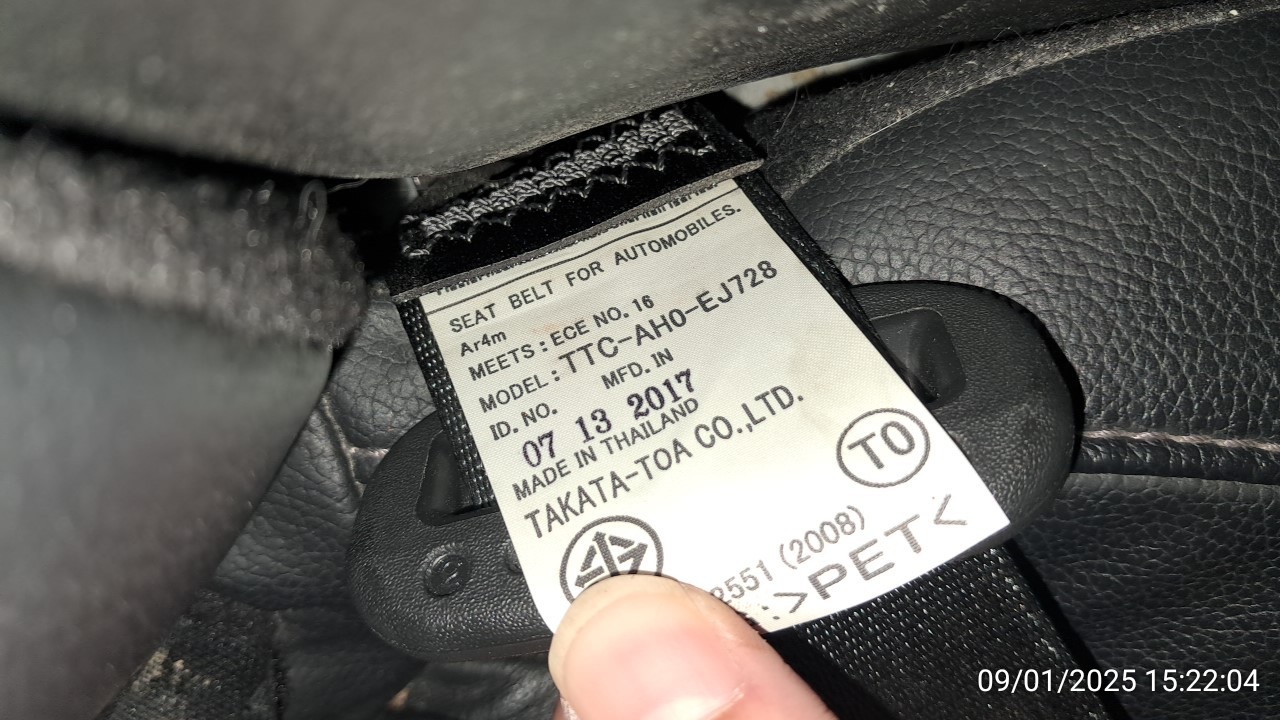 SEAT BELT FOR AUTOMOBILES.
Ar4m
MEETS : ECE NO. 16
MODEL : TTC-AH0-EJ728
ID. NO. MFD. IN
07 13 2017
MADE IN THAILAND
TAKATA-TOA CO.,LTD.
TO
2551 (2008)
:>PET<
09/01/2025 15:22:04